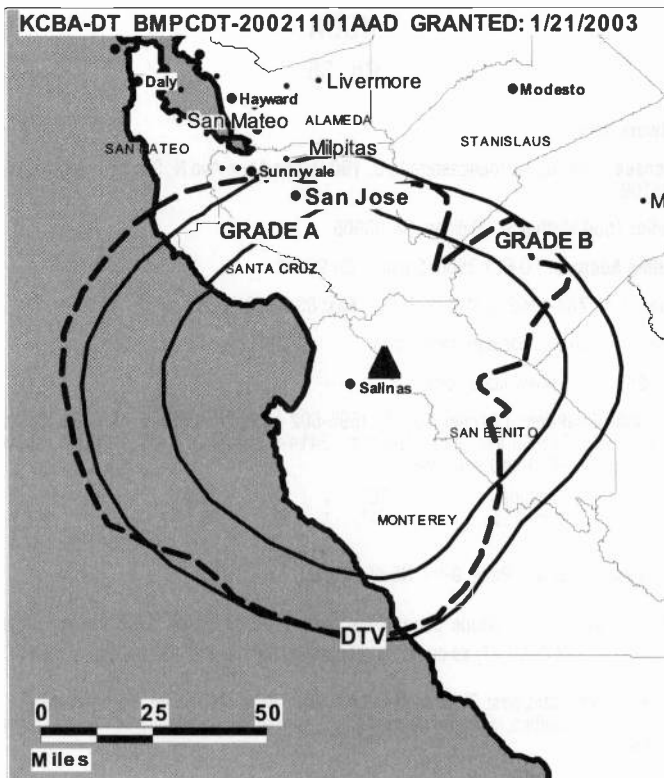 KCBA-DT BMPCDT-20021101AAD GRANTED: 1/21/2003
Daly
Livermore
Hayward
Modesto
San Mateo
ALAMEDA
SAN MATEO
STANISLAUS
Milpitas
Sunnywale
San Jose
M
GRADE A
GRADE B
SANTA CRUZ
Salinas
SAN BENITO
MONTEREY
DTV
0 25 50
Miles